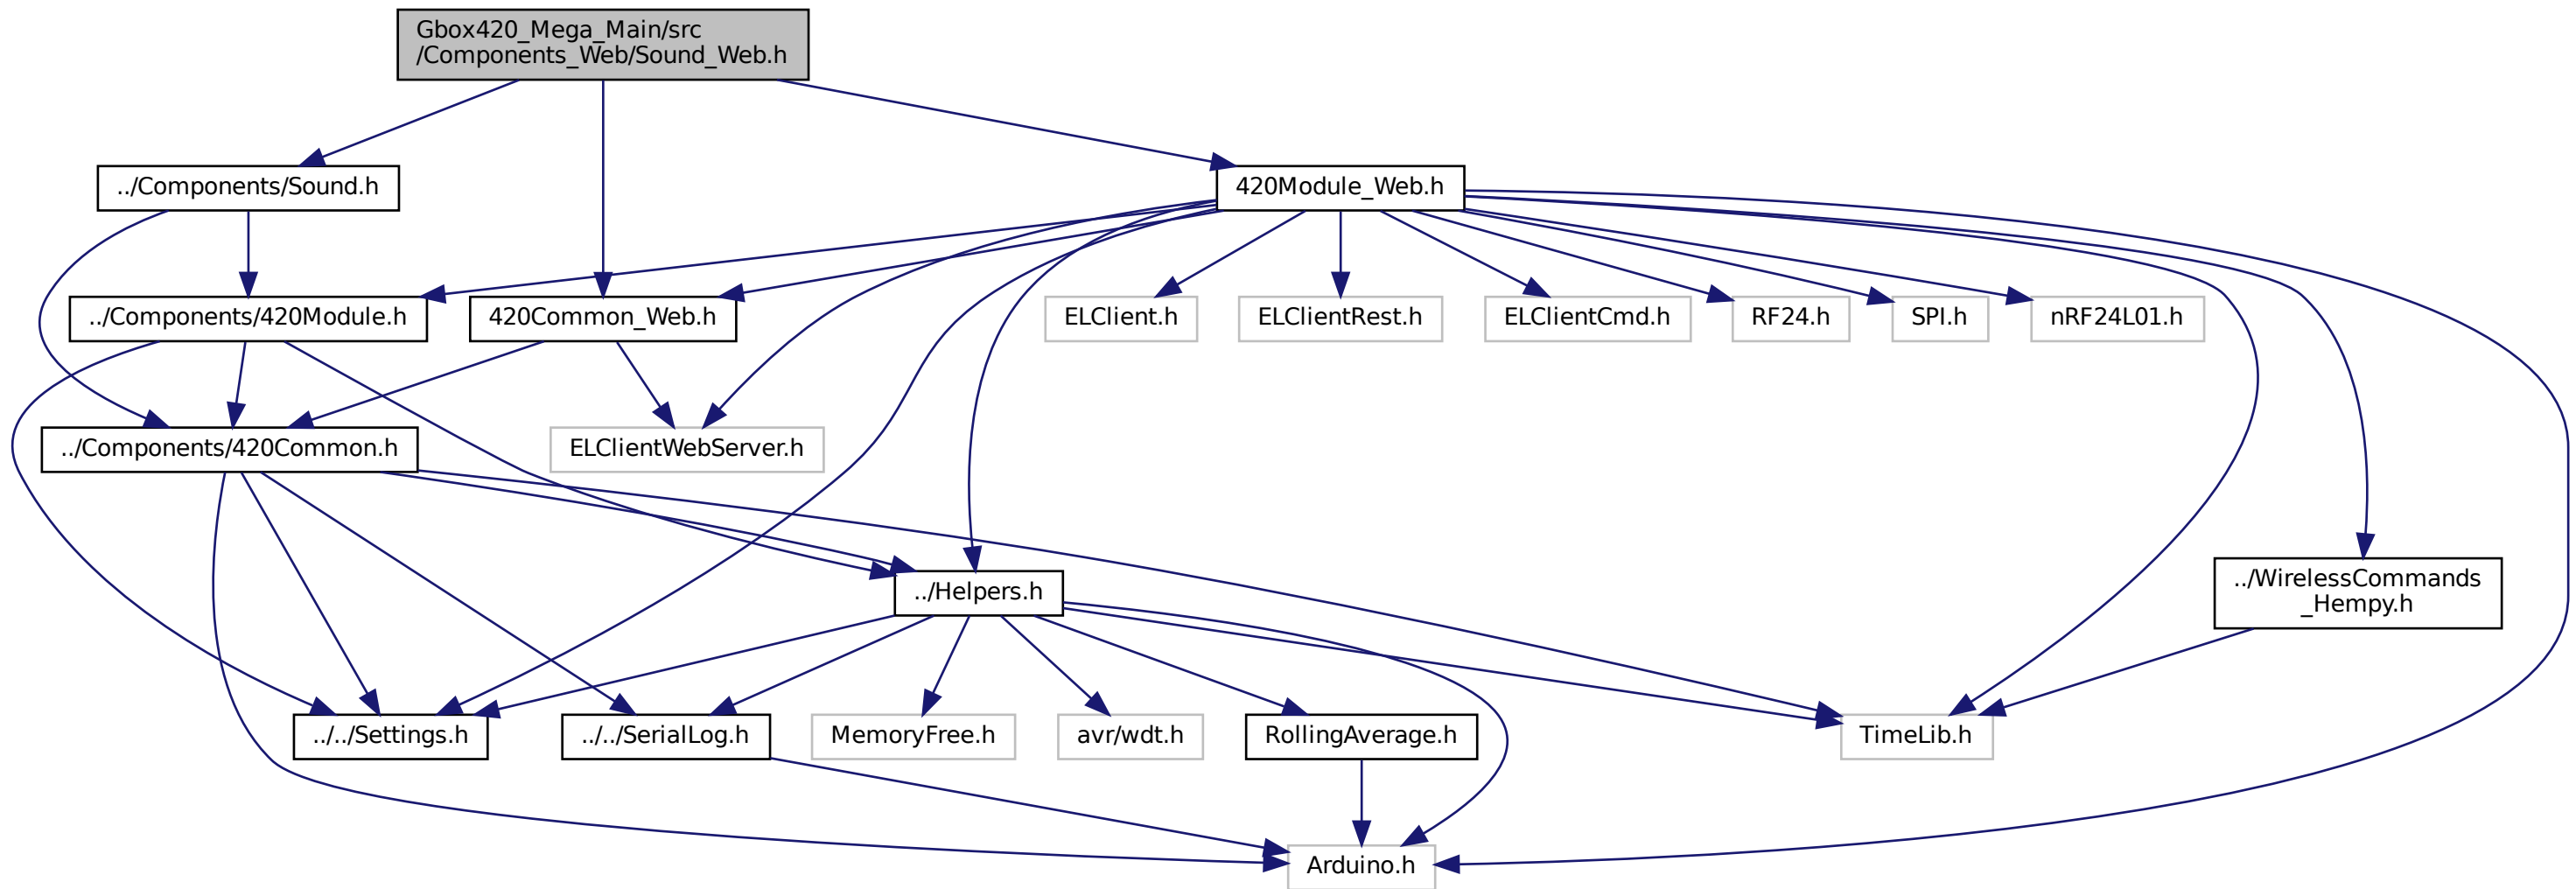 Gbox420_Mega_Main/src
/Components_Web/Sound_Web.h
../Components/Sound.h
420Module_Web.h
../Components/420Module.h
420Common_Web.h
ELClient.h
ELClientRest.h
ELClientCmd.h
RF24.h
SPI.h
nRF24L01.h
../Components/420Common.h
ELClientWebServer.h
../Helpers.h
../WirelessCommands
_Hempy.h
../../Settings.h
../../SerialLog.h
MemoryFree.h
avr/wdt.h
RollingAverage.h
TimeLib.h
Arduino.h